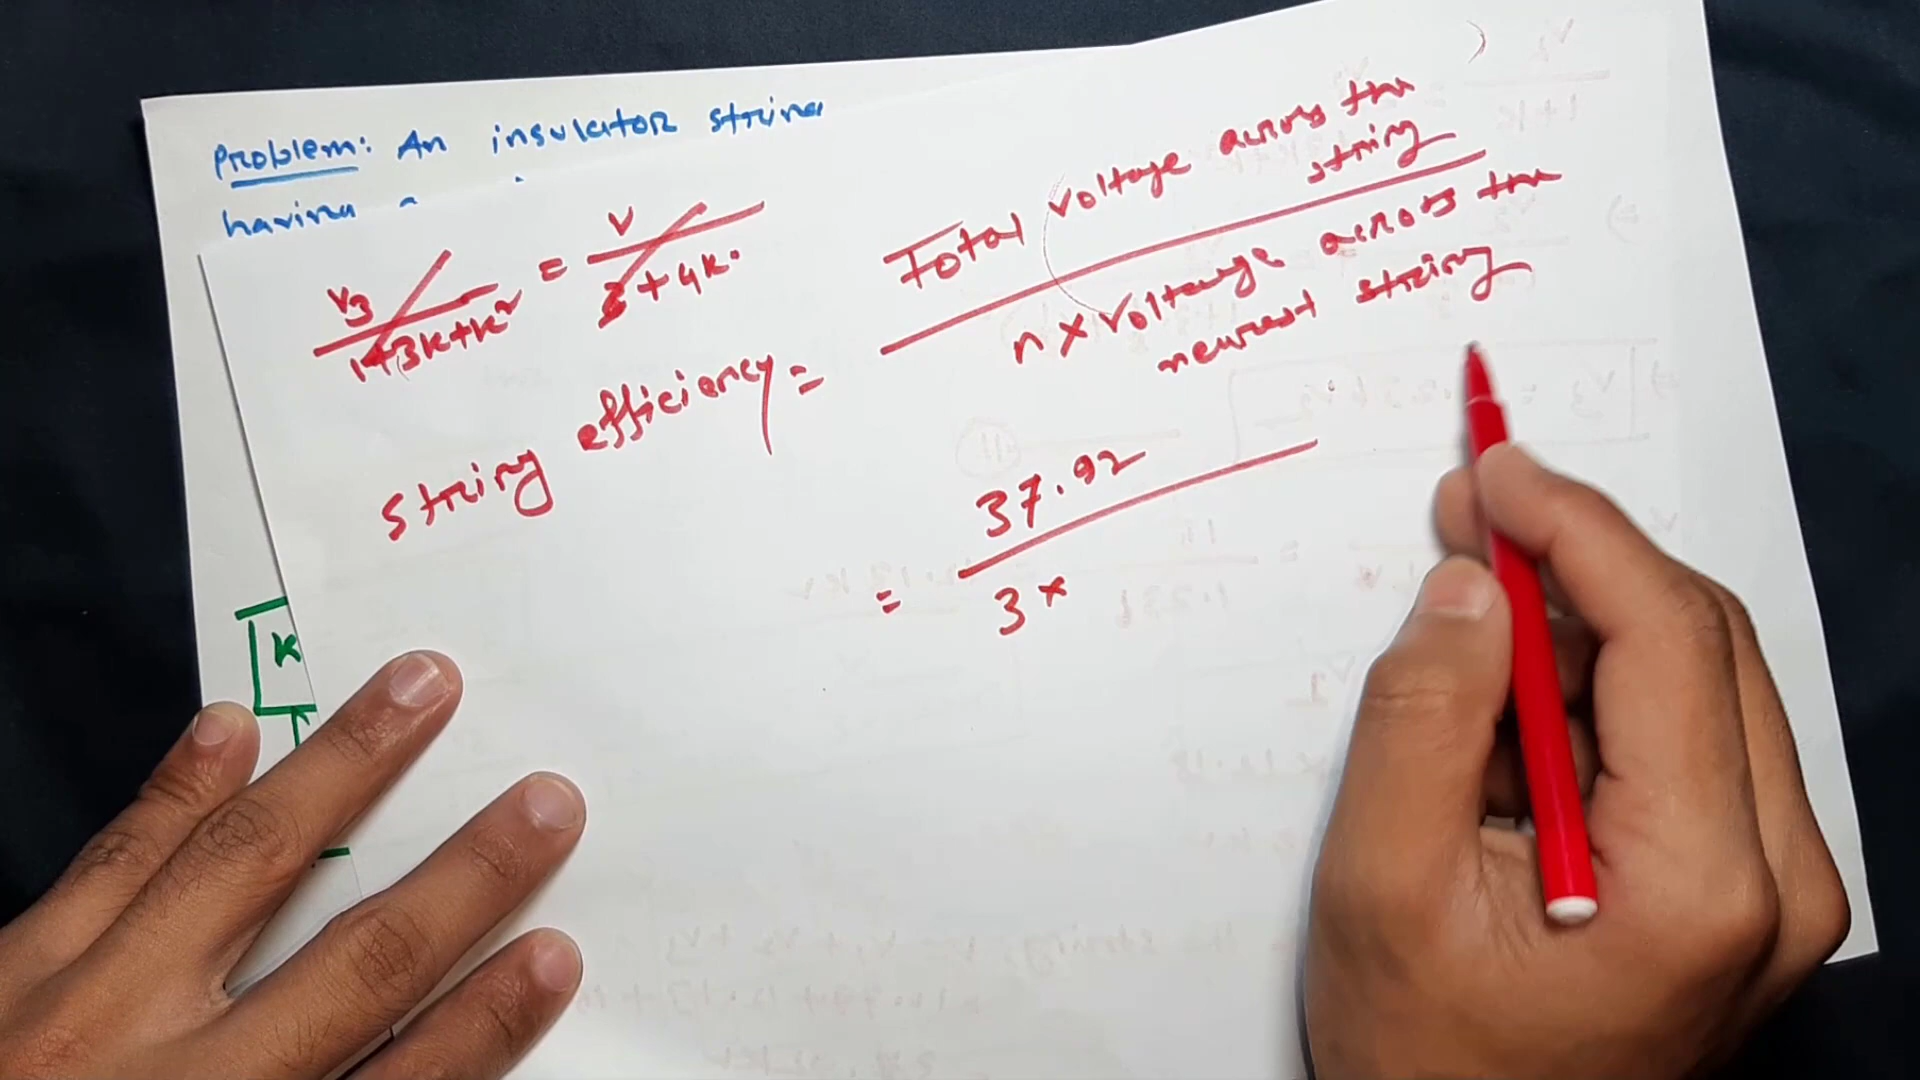 Problem: An insulator string
having a
V3 / 1+3K+K² = V / 3+4K.
String efficiency = Total voltage across the string
n × Voltage across the nearest string
= 37.92
3 ×
K